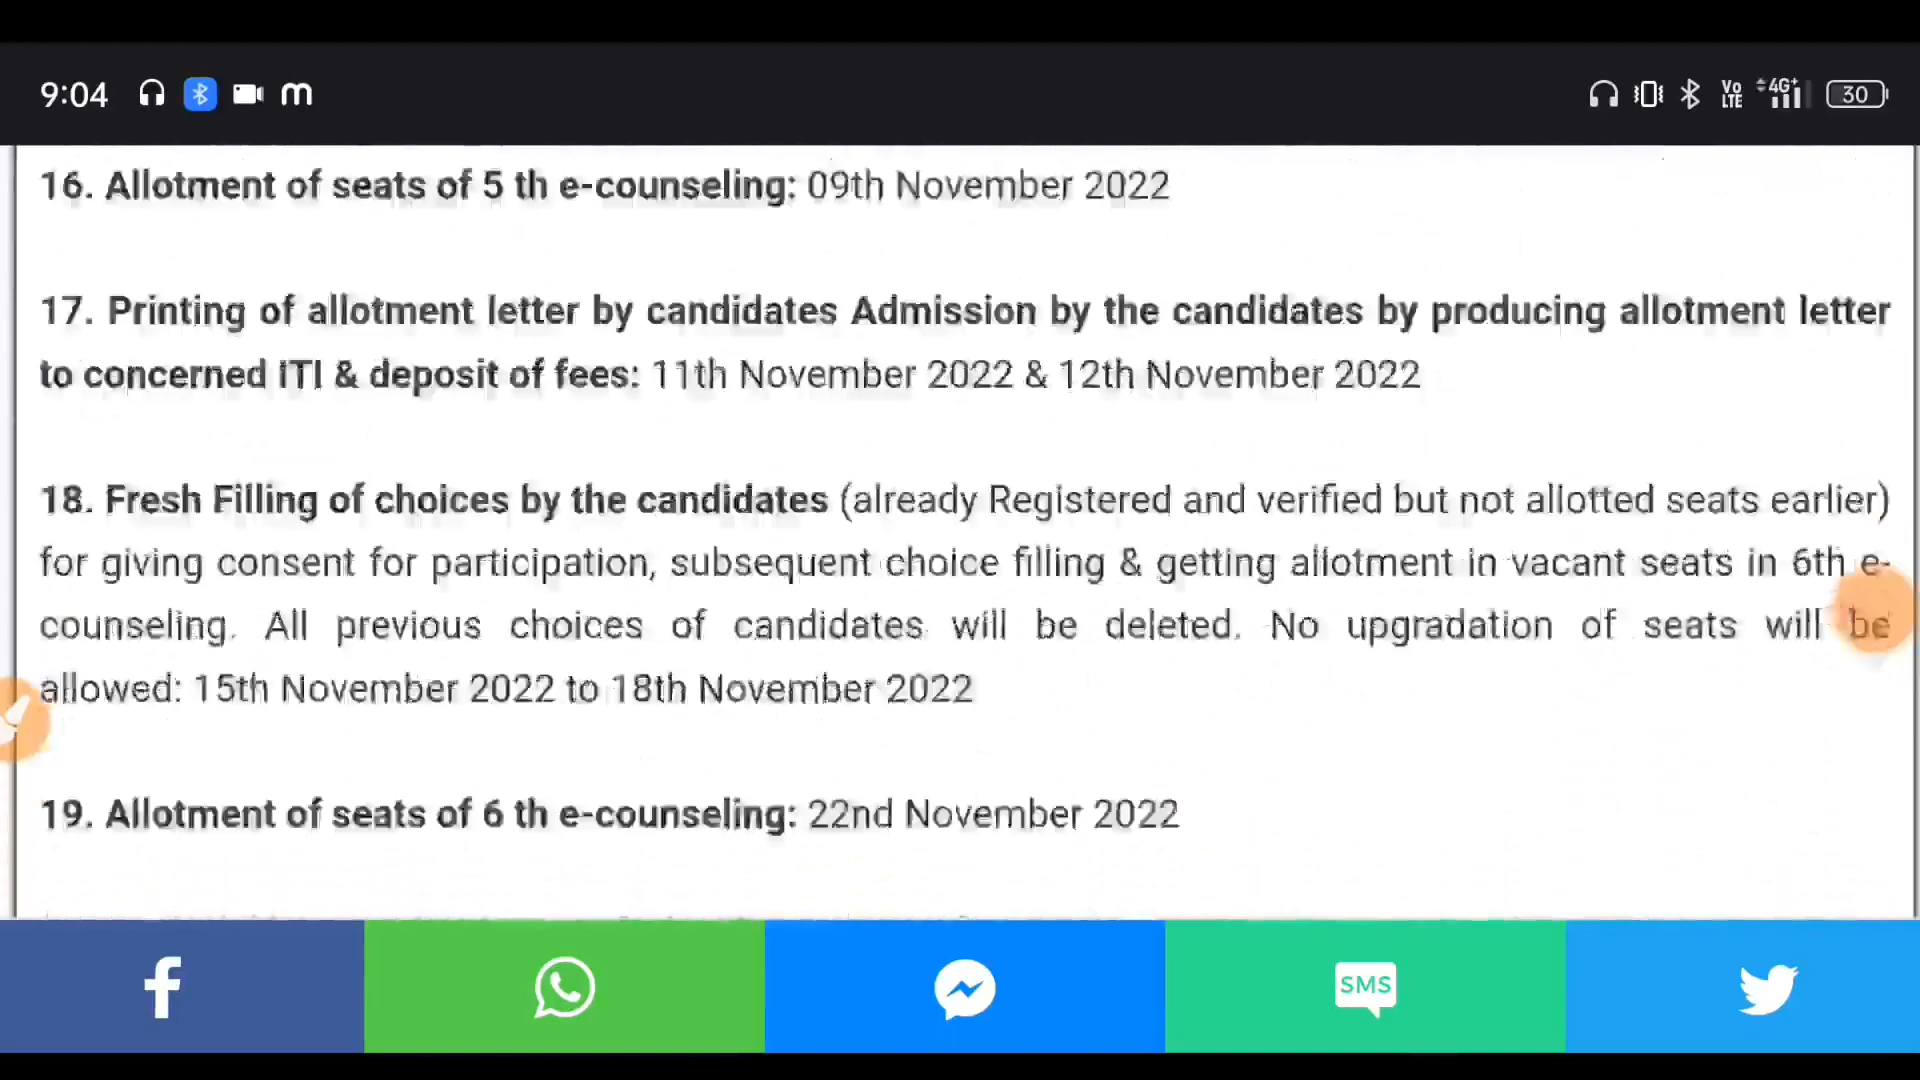 9:04
Vo LTE 4G+ 30
16. Allotment of seats of 5 th e-counseling: 09th November 2022
17. Printing of allotment letter by candidates Admission by the candidates by producing allotment letter
to concerned ITI & deposit of fees: 11th November 2022 & 12th November 2022
18. Fresh Filling of choices by the candidates (already Registered and verified but not allotted seats earlier)
for giving consent for participation, subsequent choice filling & getting allotment in vacant seats in 6th e-
counseling. All previous choices of candidates will be deleted. No upgradation of seats will be
allowed: 15th November 2022 to 18th November 2022
19. Allotment of seats of 6 th e-counseling: 22nd November 2022
SMS